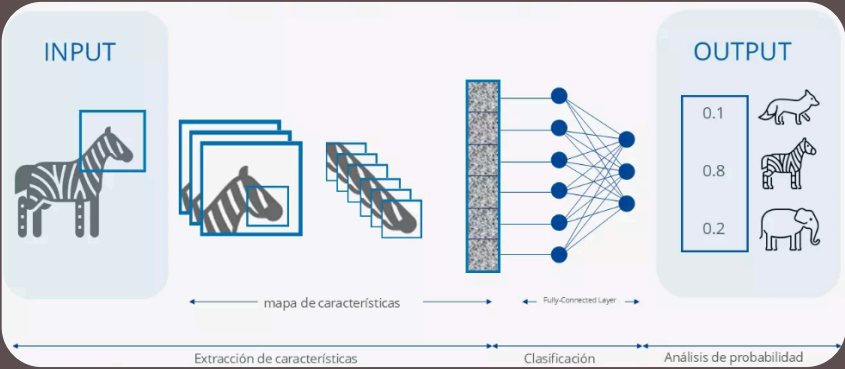 INPUT
OUTPUT
0.1
0.8
0.2
mapa de características
Fully-Connected Layer
Extracción de características
Clasificación
Análisis de probabilidad